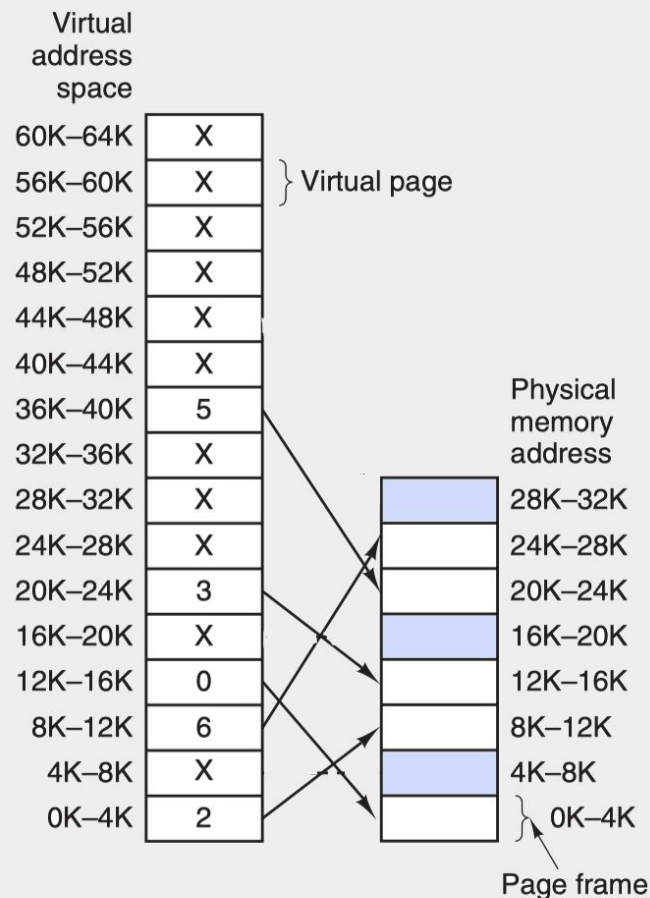 Virtual
address
space
60K–64K X
56K–60K X Virtual page
52K–56K X
48K–52K X
44K–48K X
40K–44K X
36K–40K 5
32K–36K X
28K–32K X
24K–28K X
20K–24K 3
16K–20K X
12K–16K 0
8K–12K 6
4K–8K X
0K–4K 2
Physical
memory
address
28K–32K
24K–28K
20K–24K
16K–20K
12K–16K
8K–12K
4K–8K
0K–4K
Page frame